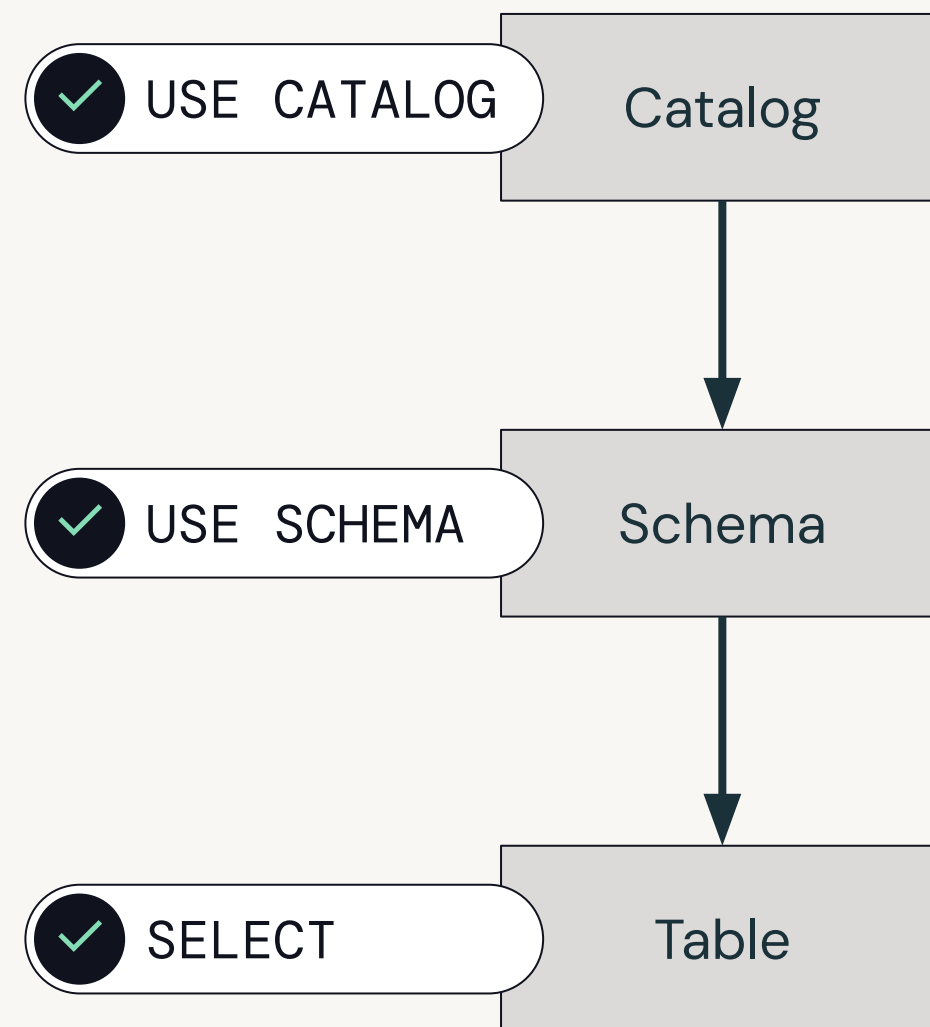 USE CATALOG
Catalog
USE SCHEMA
Schema
SELECT
Table